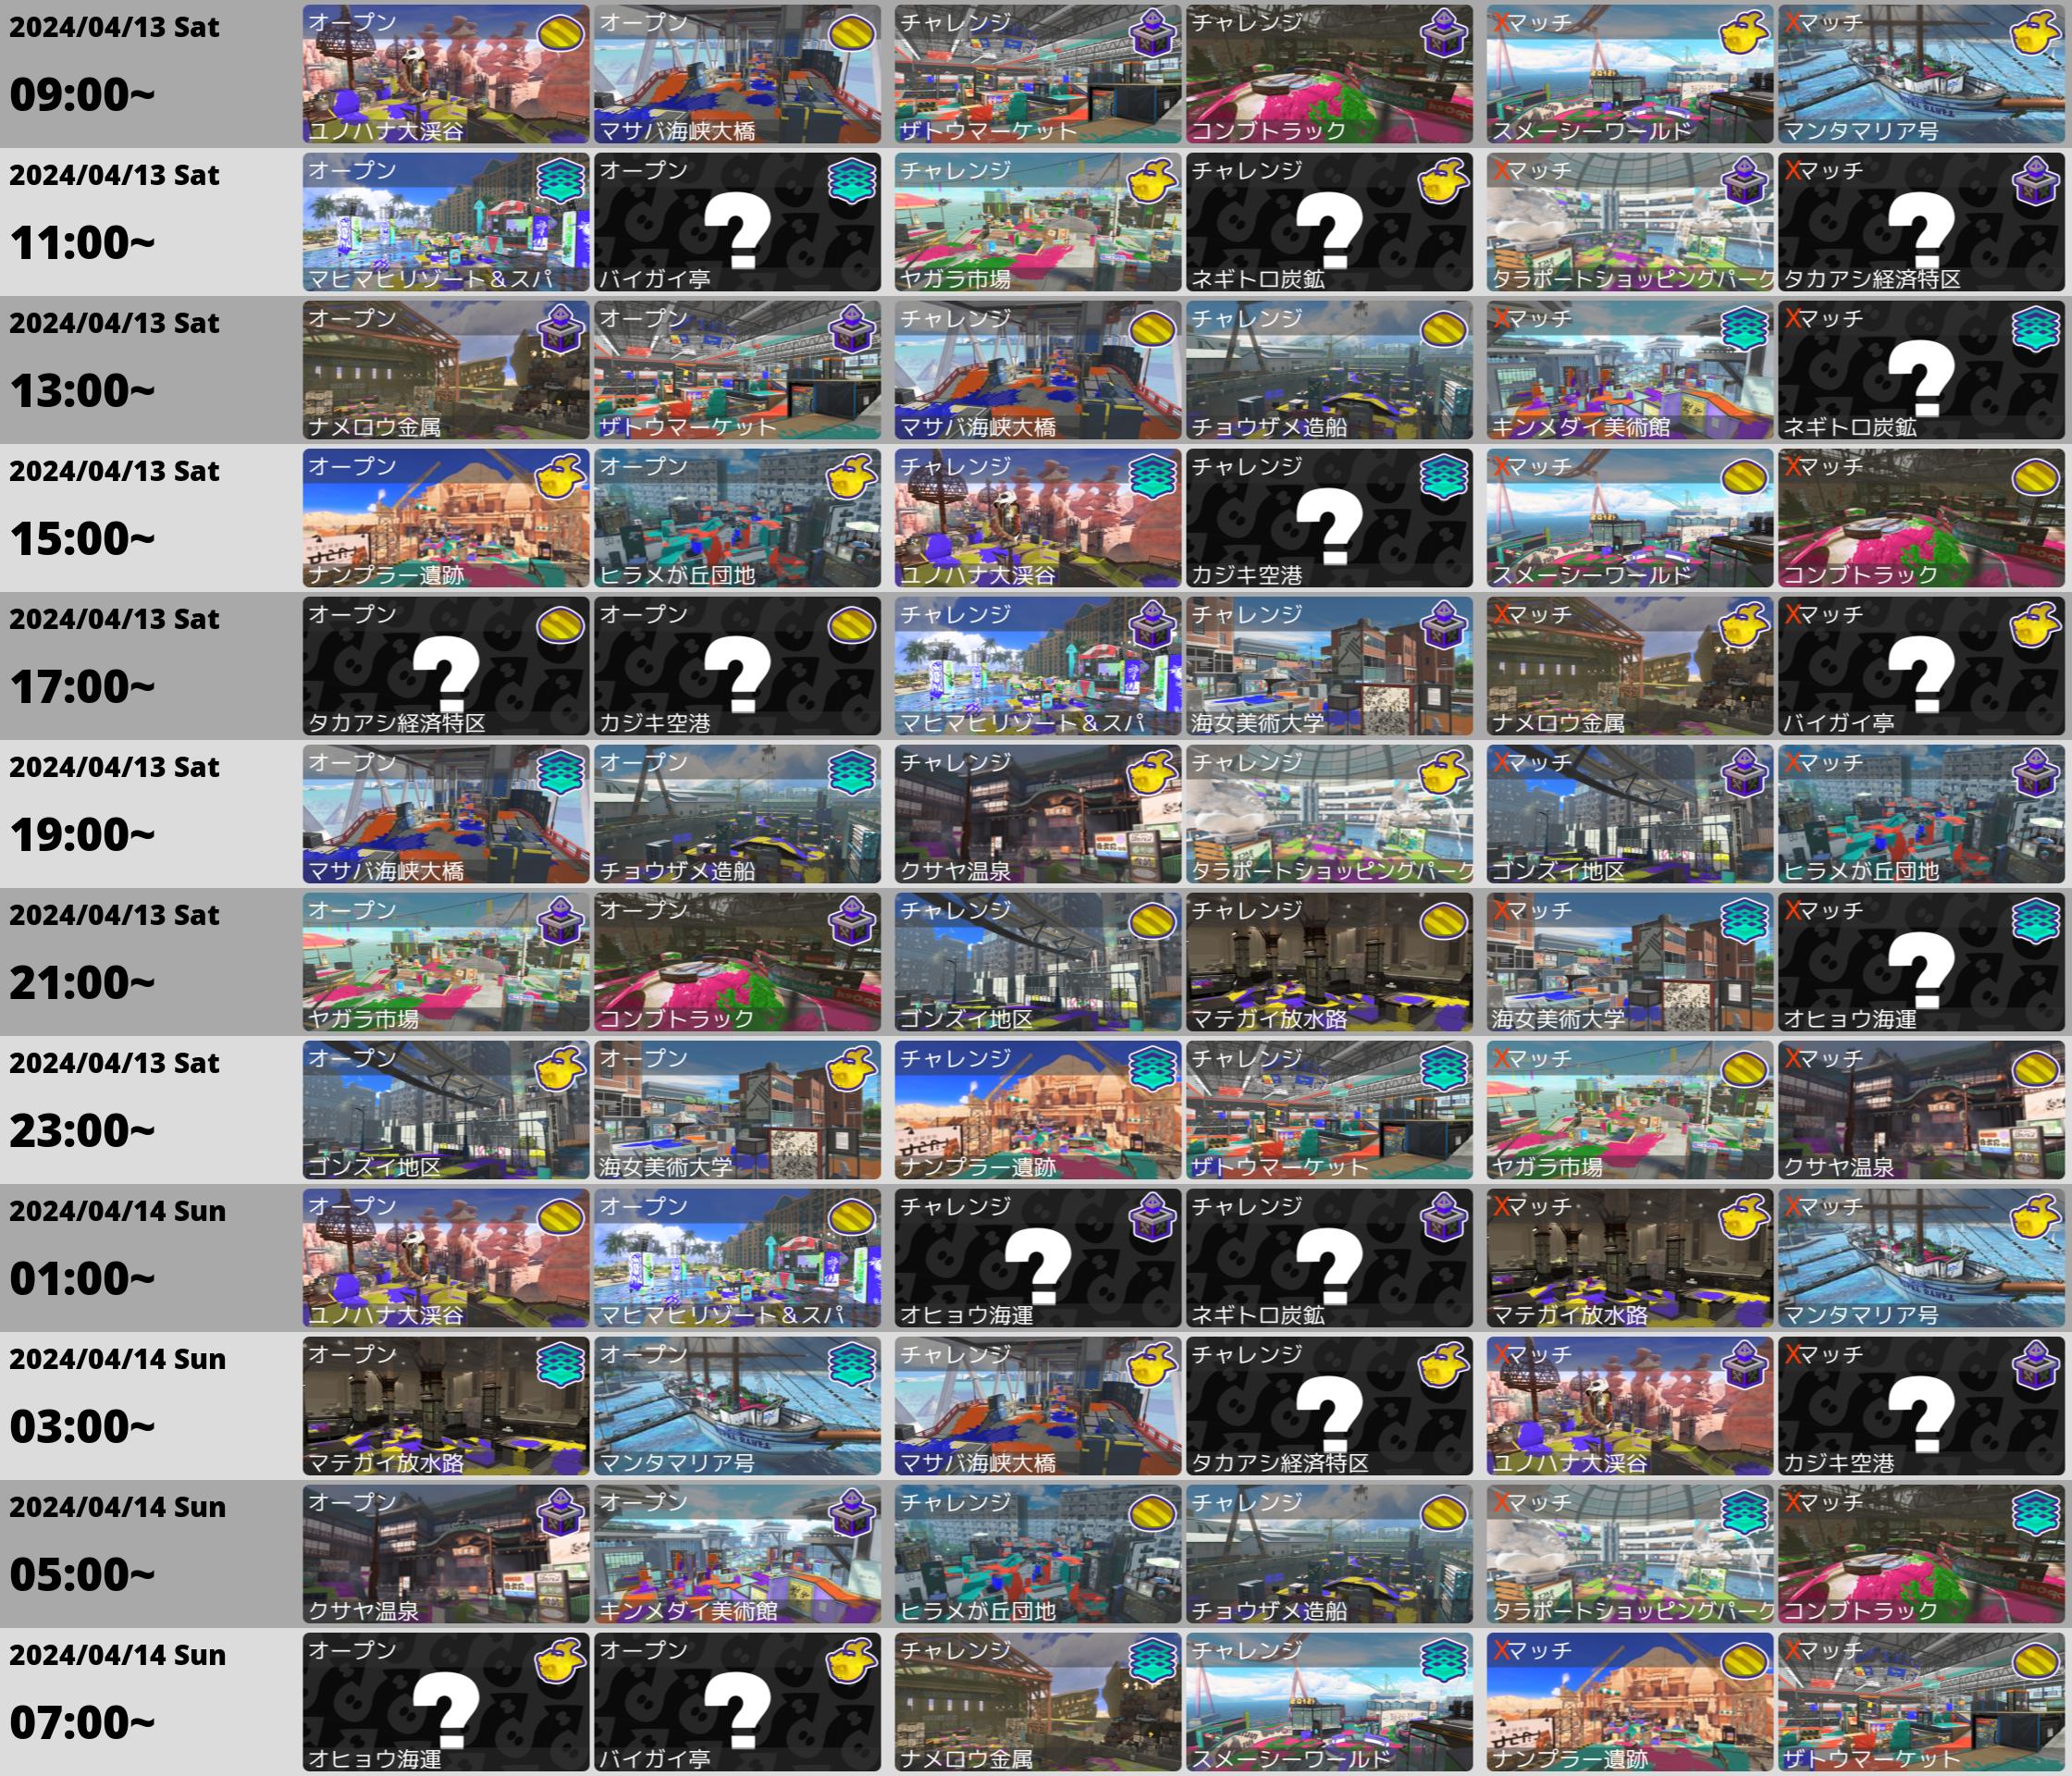 2024/04/13 Sat
09:00~
オープン
ユノハナ大渓谷
オープン
マサバ海峡大橋
チャレンジ
ザトウマーケット
チャレンジ
コンブトラック
Xマッチ
スメーシーワールド
Xマッチ
マンタマリア号
2024/04/13 Sat
11:00~
オープン
マヒマヒリゾート&スパ
オープン
バイガイ亭
チャレンジ
ヤガラ市場
チャレンジ
ネギトロ炭鉱
Xマッチ
タラポートショッピングパーク
Xマッチ
タカアシ経済特区
2024/04/13 Sat
13:00~
オープン
ナメロウ金属
オープン
ザトウマーケット
チャレンジ
マサバ海峡大橋
チャレンジ
チョウザメ造船
Xマッチ
キンメダイ美術館
Xマッチ
ネギトロ炭鉱
2024/04/13 Sat
15:00~
オープン
ナンプラー遺跡
オープン
ヒラメが丘団地
チャレンジ
ユノハナ大渓谷
チャレンジ
カジキ空港
Xマッチ
スメーシーワールド
Xマッチ
コンブトラック
2024/04/13 Sat
17:00~
オープン
タカアシ経済特区
オープン
カジキ空港
チャレンジ
マヒマヒリゾート&スパ
チャレンジ
海女美術大学
Xマッチ
ナメロウ金属
Xマッチ
バイガイ亭
2024/04/13 Sat
19:00~
オープン
マサバ海峡大橋
オープン
チョウザメ造船
チャレンジ
クサヤ温泉
チャレンジ
タラポートショッピングパーク
Xマッチ
ゴンズイ地区
Xマッチ
ヒラメが丘団地
2024/04/13 Sat
21:00~
オープン
ヤガラ市場
オープン
コンブトラック
チャレンジ
ゴンズイ地区
チャレンジ
マテガイ放水路
Xマッチ
海女美術大学
Xマッチ
オヒョウ海運
2024/04/13 Sat
23:00~
オープン
ゴンズイ地区
オープン
海女美術大学
チャレンジ
ナンプラー遺跡
チャレンジ
ザトウマーケット
Xマッチ
ヤガラ市場
Xマッチ
クサヤ温泉
2024/04/14 Sun
01:00~
オープン
ユノハナ大渓谷
オープン
マヒマヒリゾート&スパ
チャレンジ
オヒョウ海運
チャレンジ
ネギトロ炭鉱
Xマッチ
マテガイ放水路
Xマッチ
マンタマリア号
2024/04/14 Sun
03:00~
オープン
マテガイ放水路
オープン
マンタマリア号
チャレンジ
マサバ海峡大橋
チャレンジ
タカアシ経済特区
Xマッチ
ユノハナ大渓谷
Xマッチ
カジキ空港
2024/04/14 Sun
05:00~
オープン
クサヤ温泉
オープン
キンメダイ美術館
チャレンジ
ヒラメが丘団地
チャレンジ
チョウザメ造船
Xマッチ
タラポートショッピングパーク
Xマッチ
コンブトラック
2024/04/14 Sun
07:00~
オープン
オヒョウ海運
オープン
バイガイ亭
チャレンジ
ナメロウ金属
チャレンジ
スメーシーワールド
Xマッチ
ナンプラー遺跡
Xマッチ
ザトウマーケット